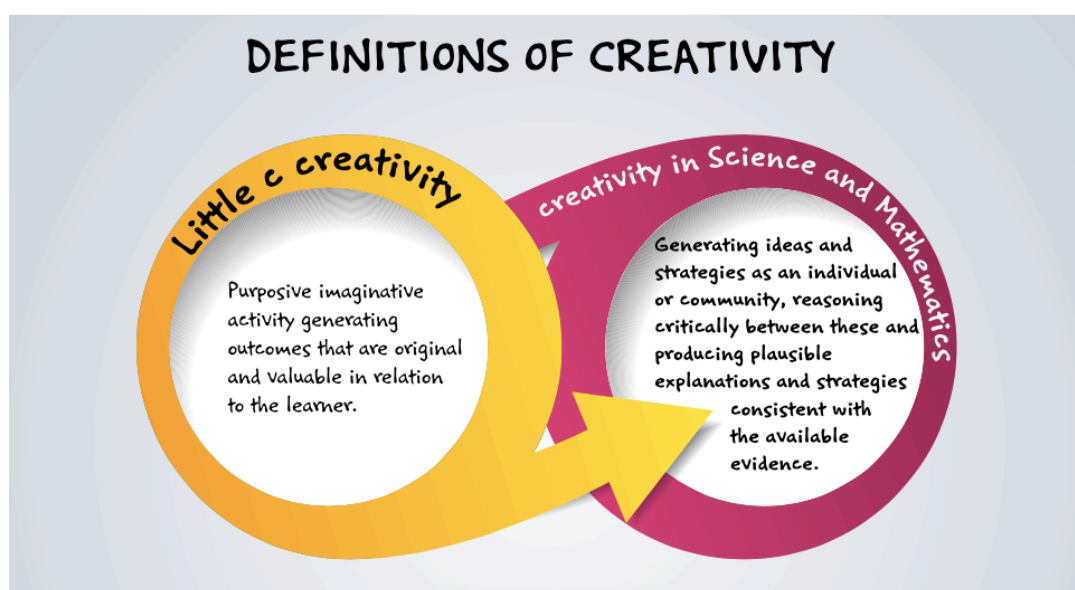 DEFINITIONS OF CREATIVITY
Little c creativity
Purposive imaginative
activity generating
outcomes that are original
and valuable in relation
to the learner.
creativity in Science and Mathematics
Generating ideas and
strategies as an individual
or community, reasoning
critically between these and
producing plausible
explanations and strategies
consistent with
the available
evidence.